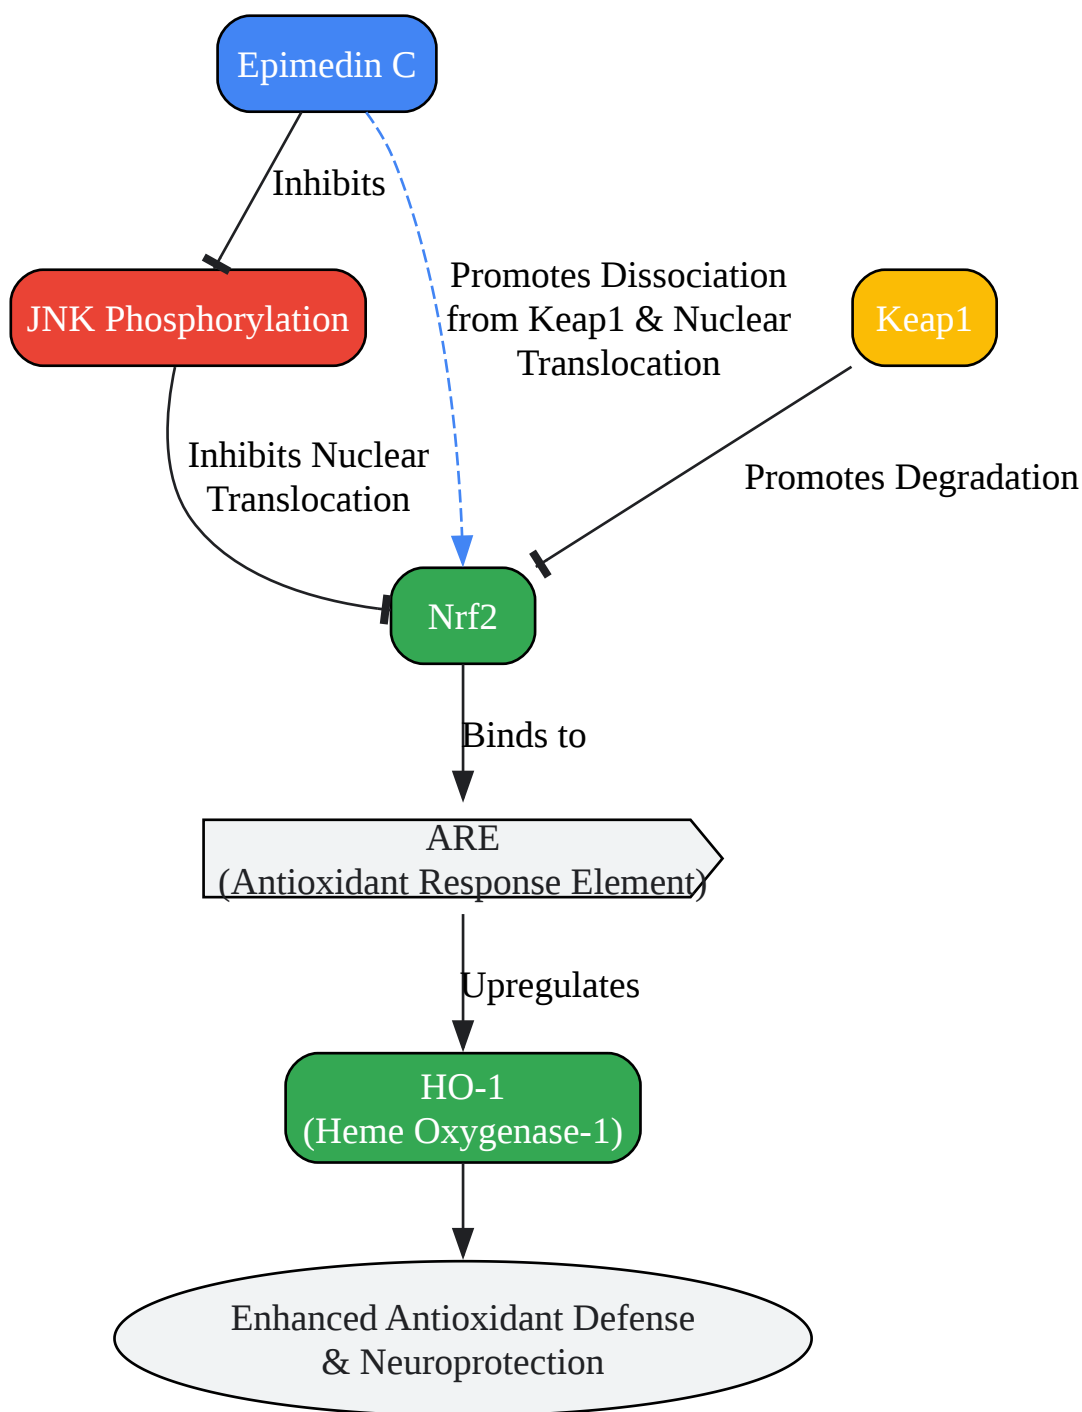 Epimedin C
Inhibits
JNK Phosphorylation
Promotes Dissociation
from Keap1 & Nuclear
Translocation
Keap1
Inhibits Nuclear
Translocation
Promotes Degradation
Nrf2
Binds to
ARE
(Antioxidant Response Element)
Upregulates
HO-1
(Heme Oxygenase-1)
Enhanced Antioxidant Defense
& Neuroprotection